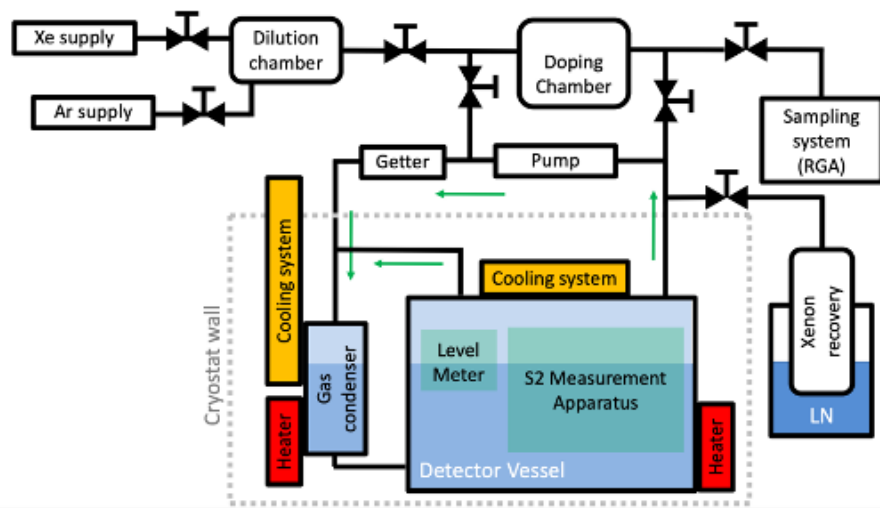 Xe supply
Dilution
chamber
Doping
Chamber
Ar supply
Sampling
system
(RGA)
Getter
Pump
Cooling system
Cooling system
Cryostat wall
Gas
condenser
Level
Meter
S2 Measurement
Apparatus
Xenon
recovery
LN
Heater
Detector Vessel
Heater